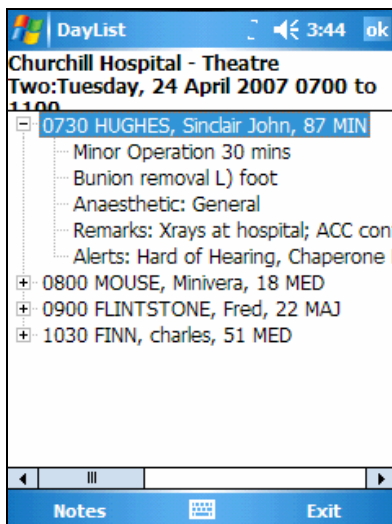 DayList 3:44 ok
Churchill Hospital - Theatre
Two:Tuesday, 24 April 2007 0700 to
1100
0730 HUGHES, Sinclair John, 87 MIN
Minor Operation 30 mins
Bunion removal L) foot
Anaesthetic: General
Remarks: Xrays at hospital; ACC con
Alerts: Hard of Hearing, Chaperone
0800 MOUSE, Minivera, 18 MED
0900 FLINTSTONE, Fred, 22 MAJ
1030 FINN, charles, 51 MED
Notes Exit